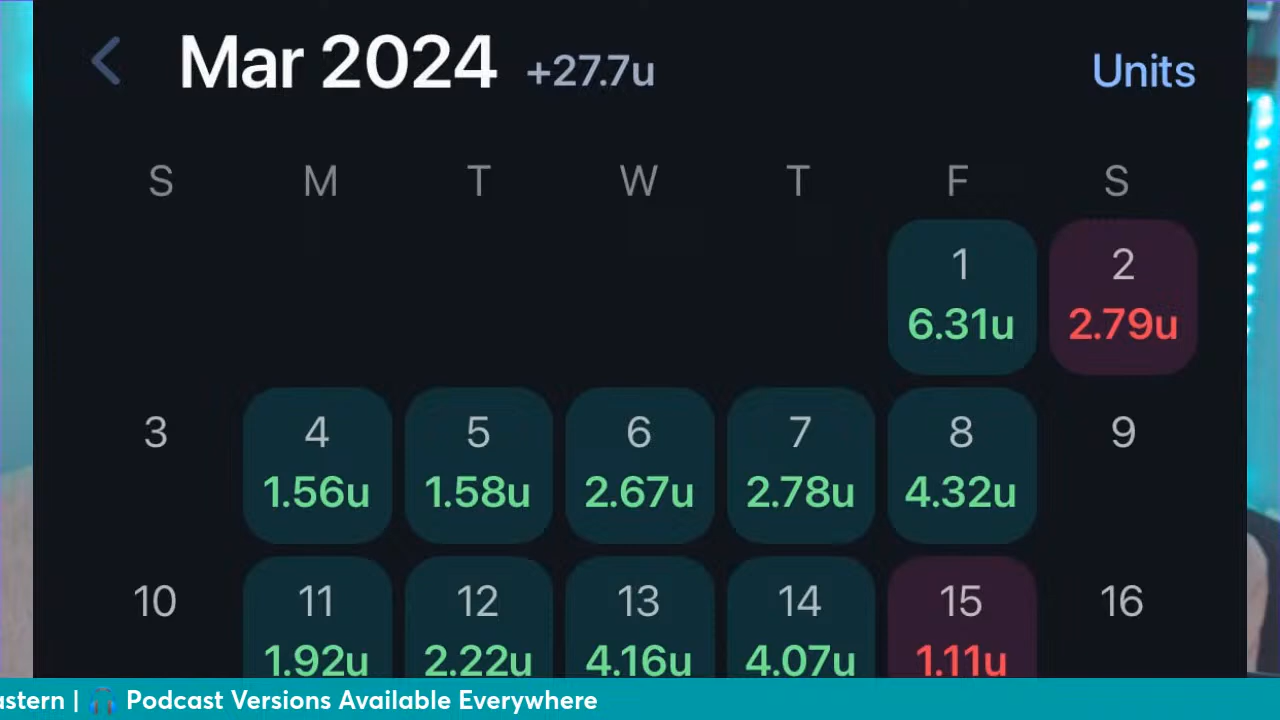 Mar 2024 +27.7u Units
S M T W T F S
1 2
6.31u 2.79u
3 4 5 6 7 8 9
1.56u 1.58u 2.67u 2.78u 4.32u
10 11 12 13 14 15 16
1.92u 2.22u 4.16u 4.07u 1.11u
astern | 🎧 Podcast Versions Available Everywhere